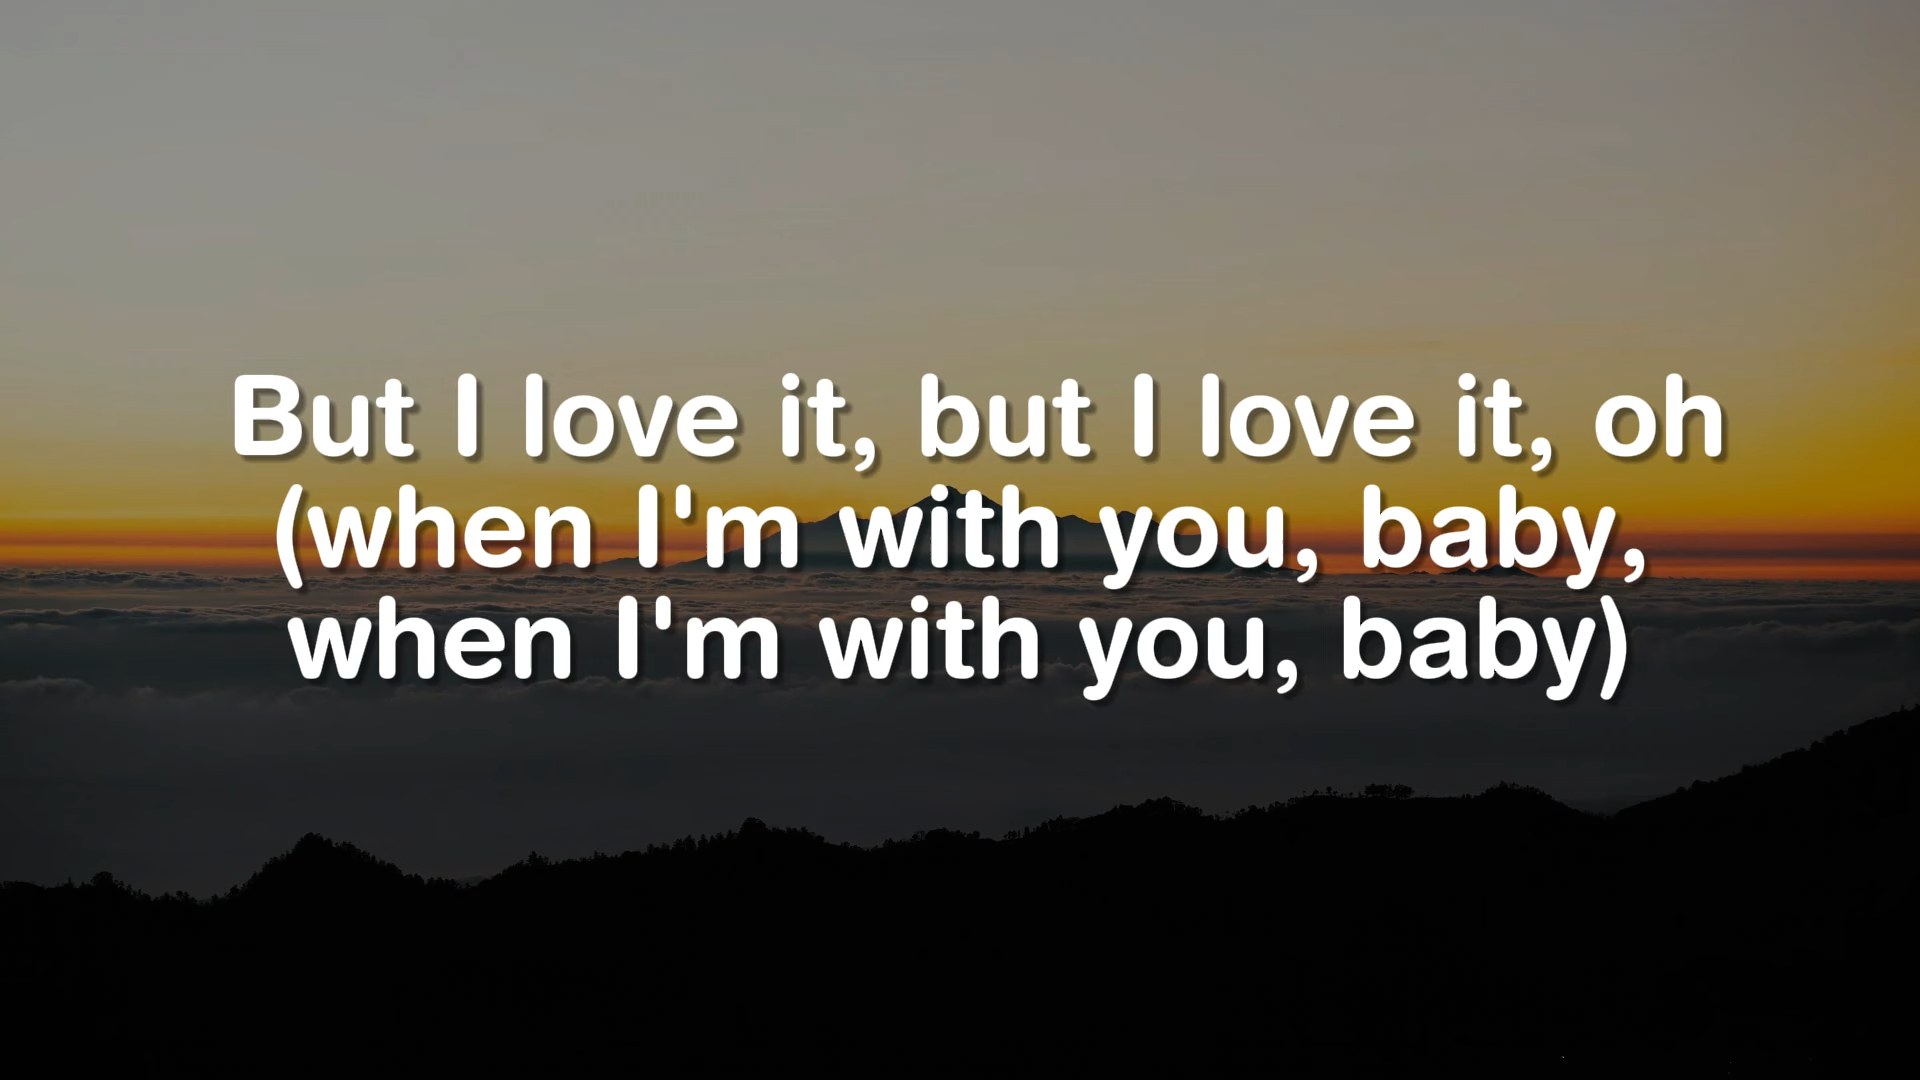 But I love it, but I love it, oh
(when I'm with you, baby,
when I'm with you, baby)